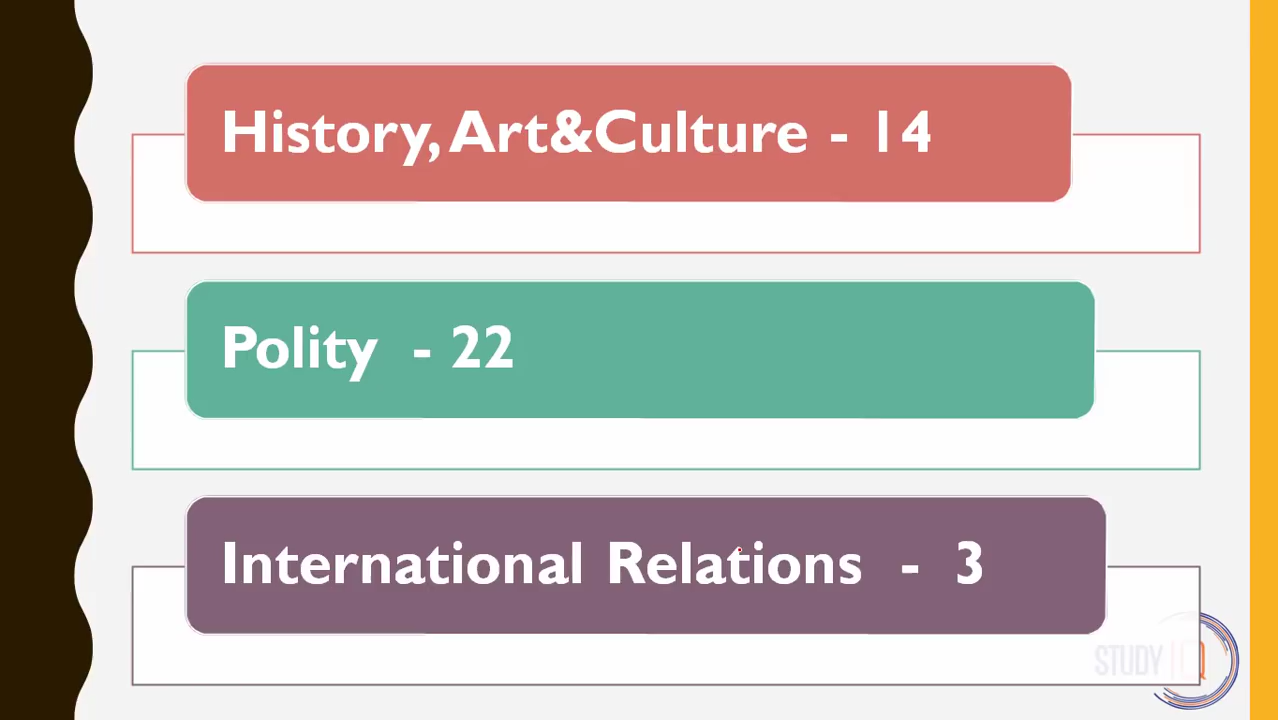 History, Art&Culture - 14
Polity - 22
International Relations - 3
STUDY IQ